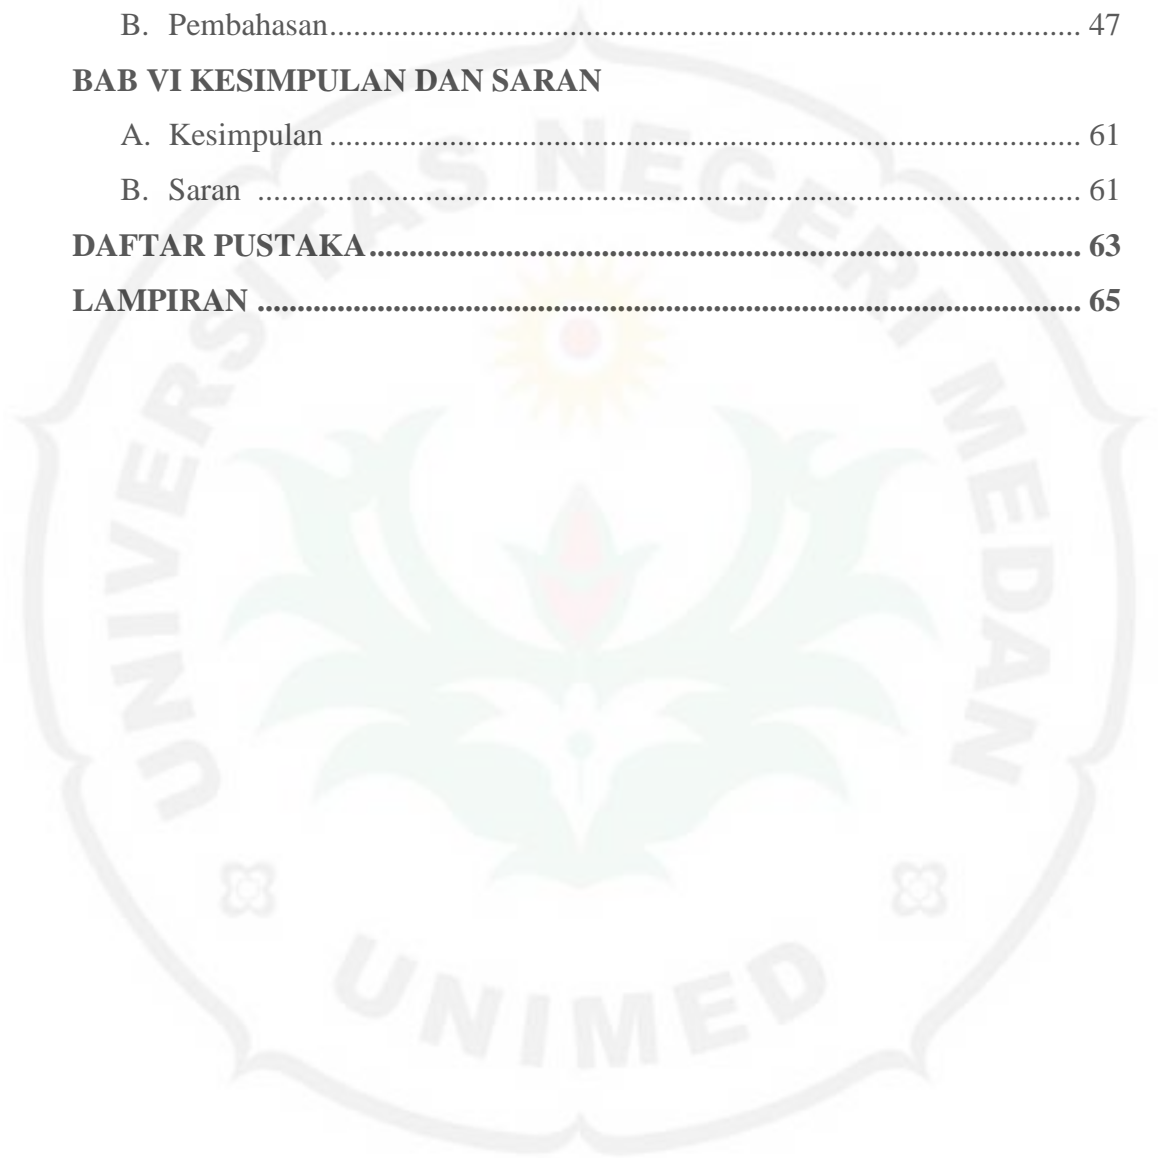 B. Pembahasan.............................................................................................. 47
BAB VI KESIMPULAN DAN SARAN
A. Kesimpulan .............................................................................................. 61
B. Saran ....................................................................................................... 61
DAFTAR PUSTAKA......................................................................................... 63
LAMPIRAN ....................................................................................................... 65
UNIVERSITAS NEGERI MEDAN
UNIMED